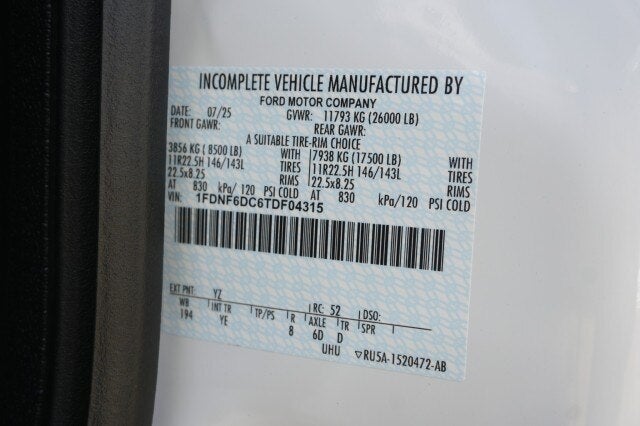 INCOMPLETE VEHICLE MANUFACTURED BY
FORD MOTOR COMPANY
DATE: 07/25 GVWR: 11793 KG (26000 LB)
FRONT GAWR: REAR GAWR:
A SUITABLE TIRE-RIM CHOICE
3856 KG ( 8500 LB) WITH 7938 KG (17500 LB) WITH
11R22.5H 146/143L TIRES 11R22.5H 146/143L TIRES
22.5x8.25 RIMS 22.5x8.25 RIMS
AT 830 kPa/120 PSI COLD AT 830 kPa/120 PSI COLD
VIN: 1FDNF6DC6TDF04315
EXT PNT: YZ RC: 52 DSO:
WB INT TR TP/PS R AXLE TR SPR
194 YE 8 6D D
UHU ▽RU5A-1520472-AB